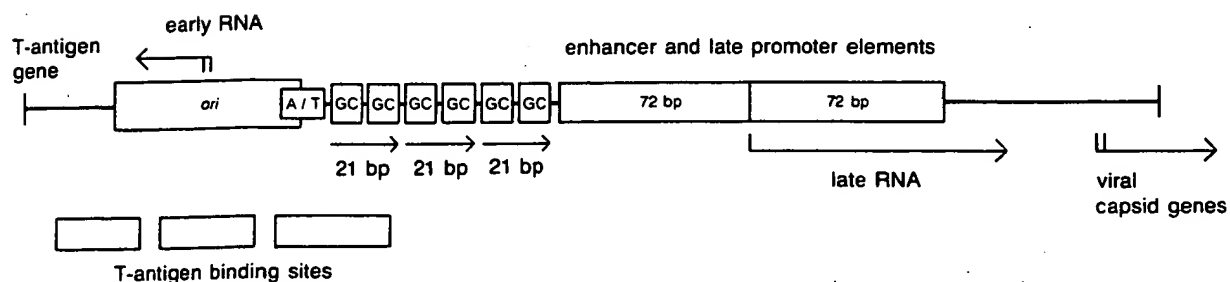 early RNA
T-antigen
gene
enhancer and late promoter elements
ori
A / T
GC GC GC GC GC GC
72 bp
72 bp
21 bp 21 bp 21 bp
late RNA
viral
capsid genes
T-antigen binding sites